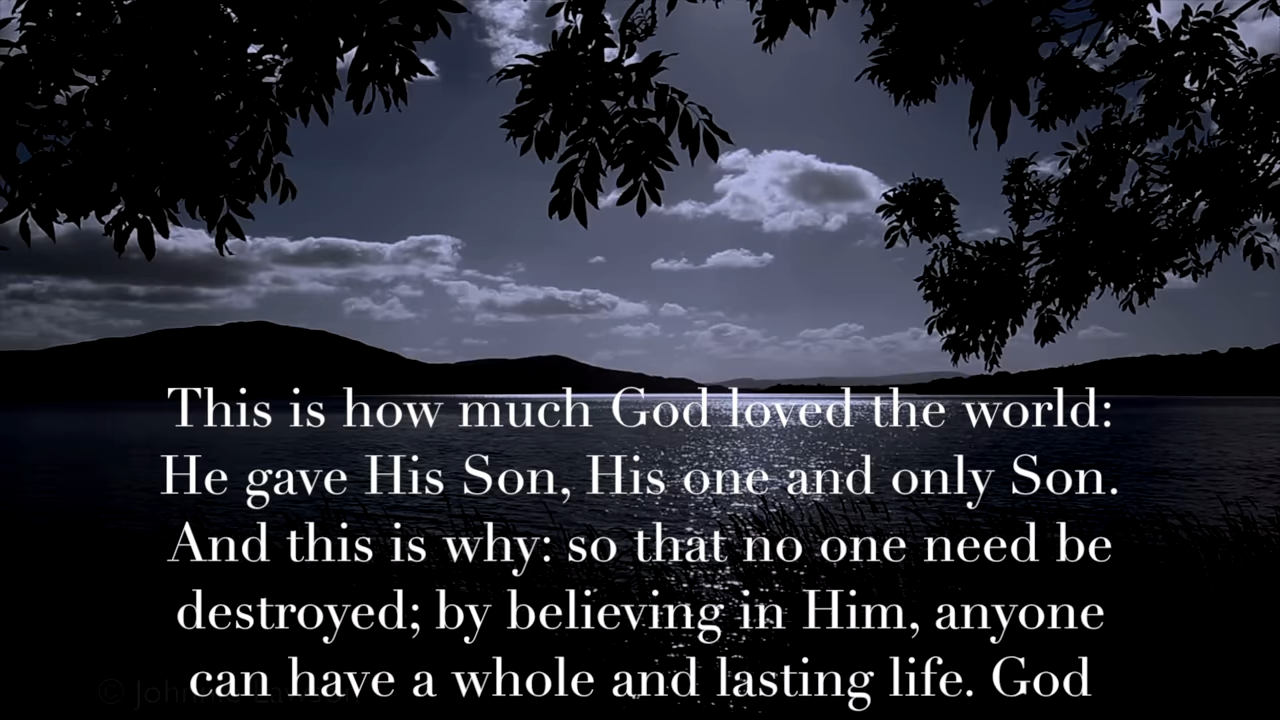 This is how much God loved the world:
He gave His Son, His one and only Son.
And this is why: so that no one need be
destroyed; by believing in Him, anyone
can have a whole and lasting life. God